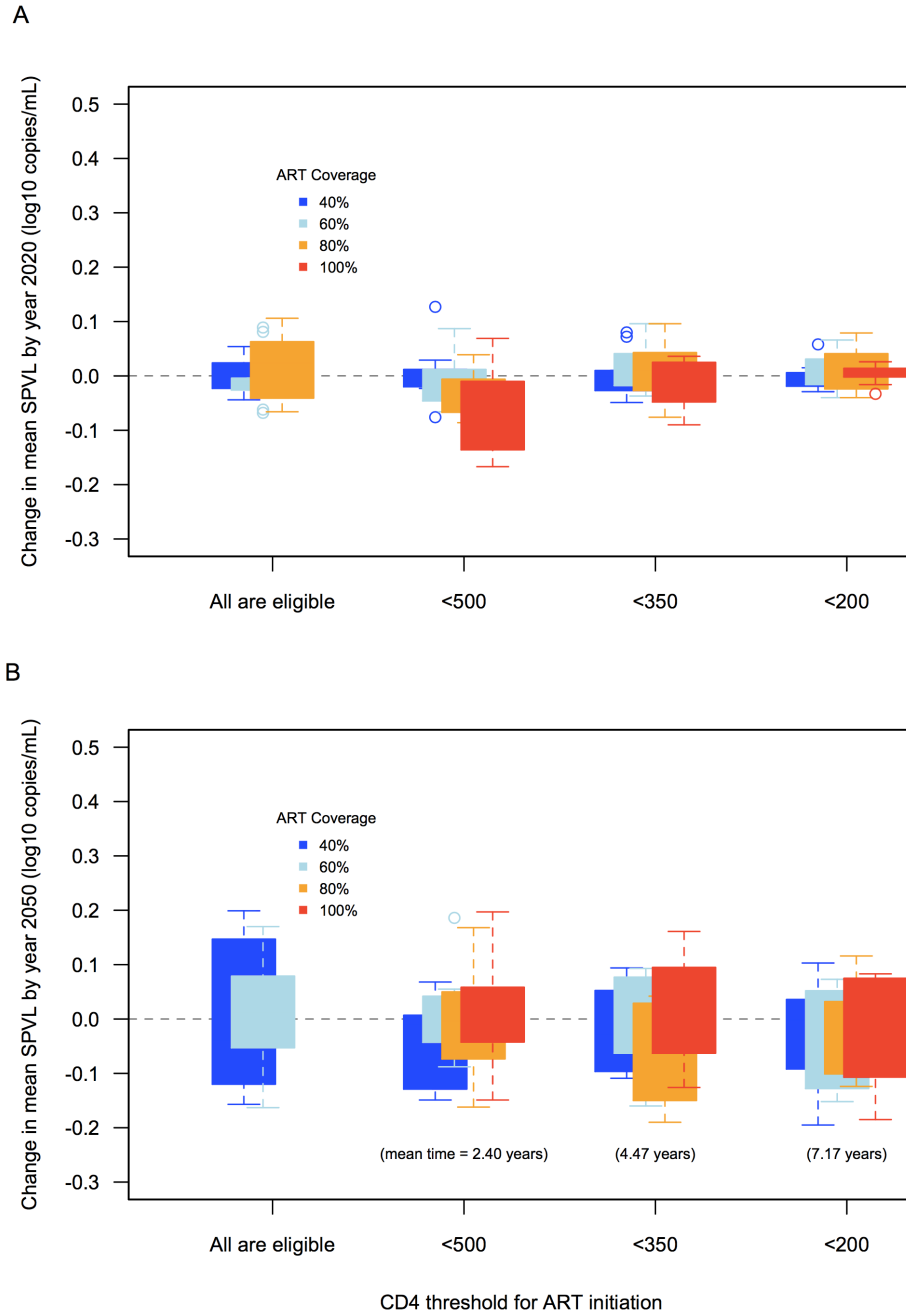 A
Change in mean SPVL by year 2020 (log10 copies/mL)
0.5
0.4
0.3
0.2
0.1
0.0
-0.1
-0.2
-0.3
ART Coverage
40%
60%
80%
100%
All are eligible
<500
<350
<200
B
Change in mean SPVL by year 2050 (log10 copies/mL)
0.5
0.4
0.3
0.2
0.1
0.0
-0.1
-0.2
-0.3
ART Coverage
40%
60%
80%
100%
(mean time = 2.40 years)
(4.47 years)
(7.17 years)
All are eligible
<500
<350
<200
CD4 threshold for ART initiation